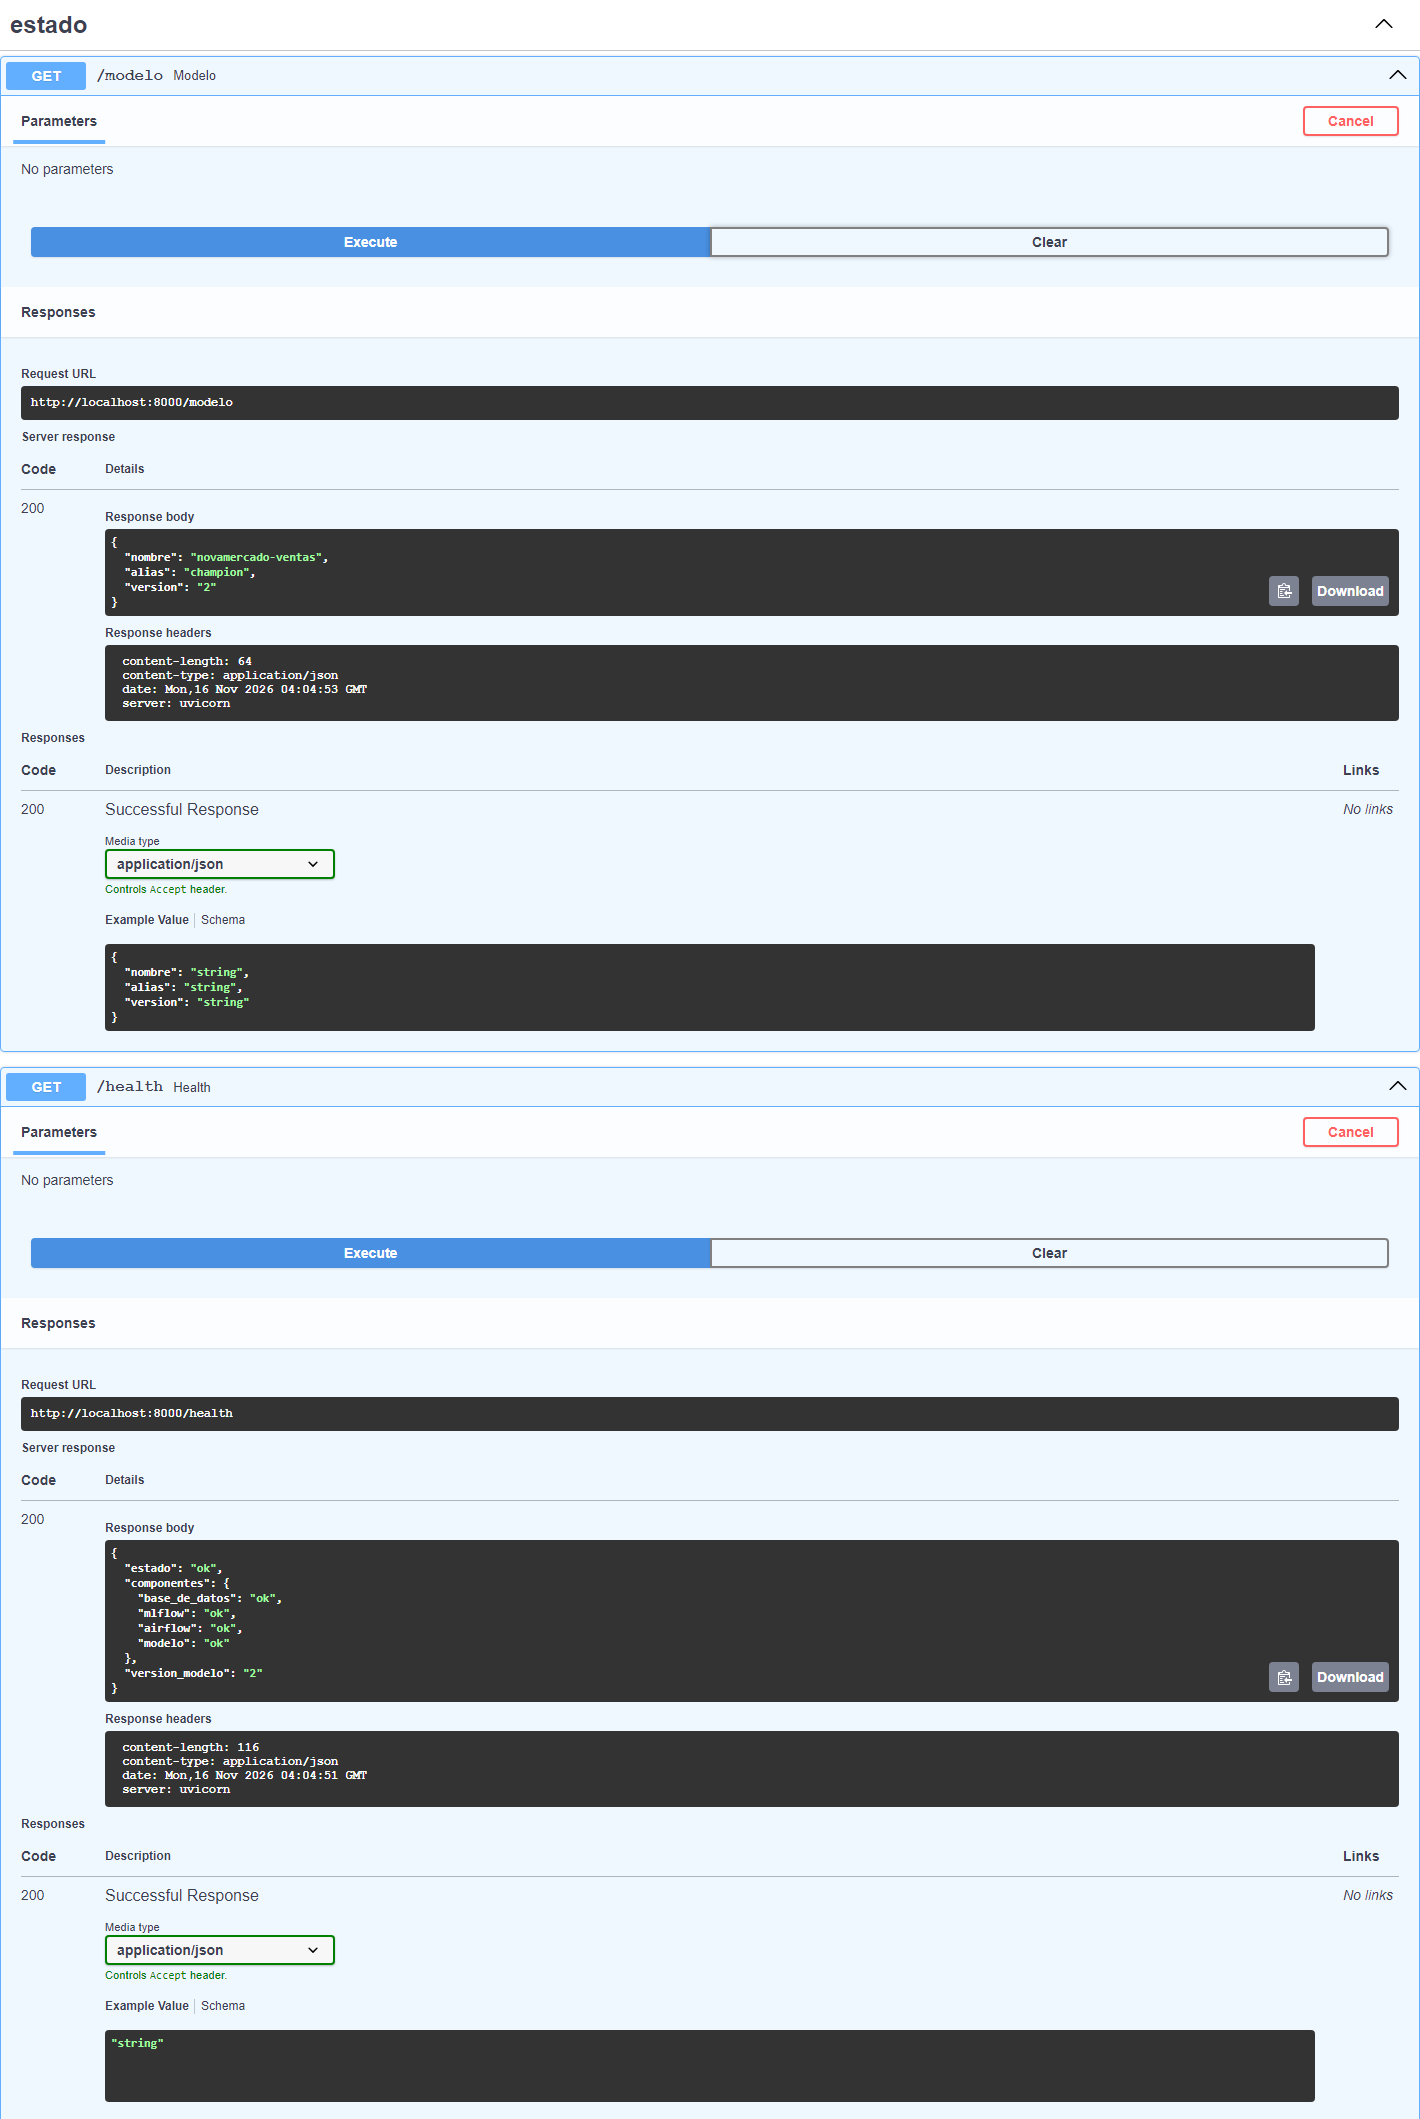 estado
GET /modelo Modelo
Parameters Cancel
No parameters
Execute Clear
Responses
Request URL
http://localhost:8000/modelo
Server response
Code Details
200
Response body
{
  "nombre": "novamercado-ventas",
  "alias": "champion",
  "version": "2"
}
Download
Response headers
content-length: 64
content-type: application/json
date: Mon,16 Nov 2026 04:04:53 GMT
server: uvicorn
Responses
Code Description Links
200 Successful Response No links
Media type
application/json
Controls Accept header.
Example Value Schema
{
  "nombre": "string",
  "alias": "string",
  "version": "string"
}
GET /health Health
Parameters Cancel
No parameters
Execute Clear
Responses
Request URL
http://localhost:8000/health
Server response
Code Details
200
Response body
{
  "estado": "ok",
  "componentes": {
    "base_de_datos": "ok",
    "mlflow": "ok",
    "airflow": "ok",
    "modelo": "ok"
  },
  "version_modelo": "2"
}
Download
Response headers
content-length: 116
content-type: application/json
date: Mon,16 Nov 2026 04:04:51 GMT
server: uvicorn
Responses
Code Description Links
200 Successful Response No links
Media type
application/json
Controls Accept header.
Example Value Schema
"string"